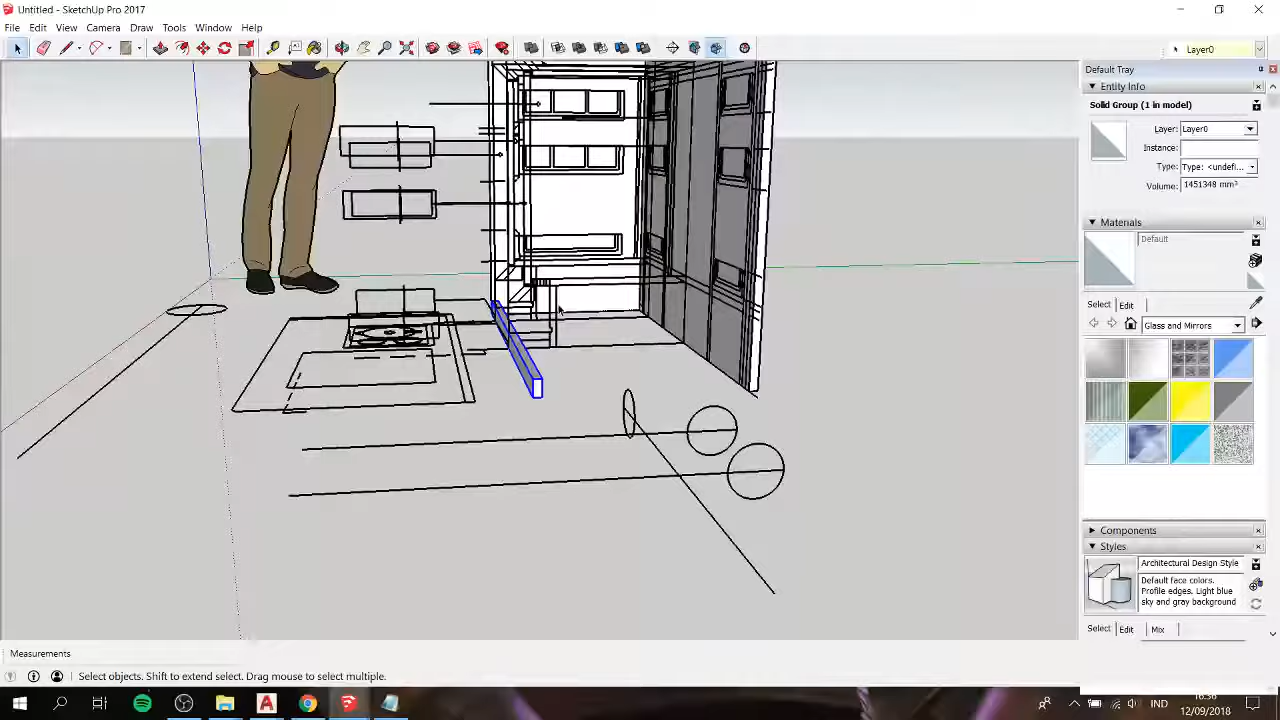 Untitled - SketchUp Pro 2017
File Edit View Camera Draw Tools Window Help
Layer0
Default Tray
Entity Info
Solid Group (1 in model)
Layer: Layer0
Instance:
Type: Type: <undefi...
Volume: 1451348 mm³
Materials
Default
Select Edit
Glass and Mirrors
Components
Styles
Architectural Design Style
Default face colors.
Profile edges. Light blue
sky and gray background
Select Edit Mix
Measurements
Select objects. Shift to extend select. Drag mouse to select multiple.
IND
16:56
12/09/2018